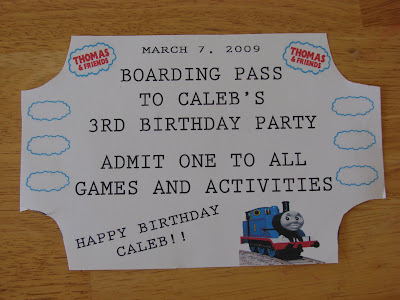 MARCH 7, 2009
THOMAS
& FRIENDS
THOMAS
& FRIENDS
BOARDING PASS
TO CALEB'S
3RD BIRTHDAY PARTY
ADMIT ONE TO ALL
GAMES AND ACTIVITIES
HAPPY BIRTHDAY
CALEB!!